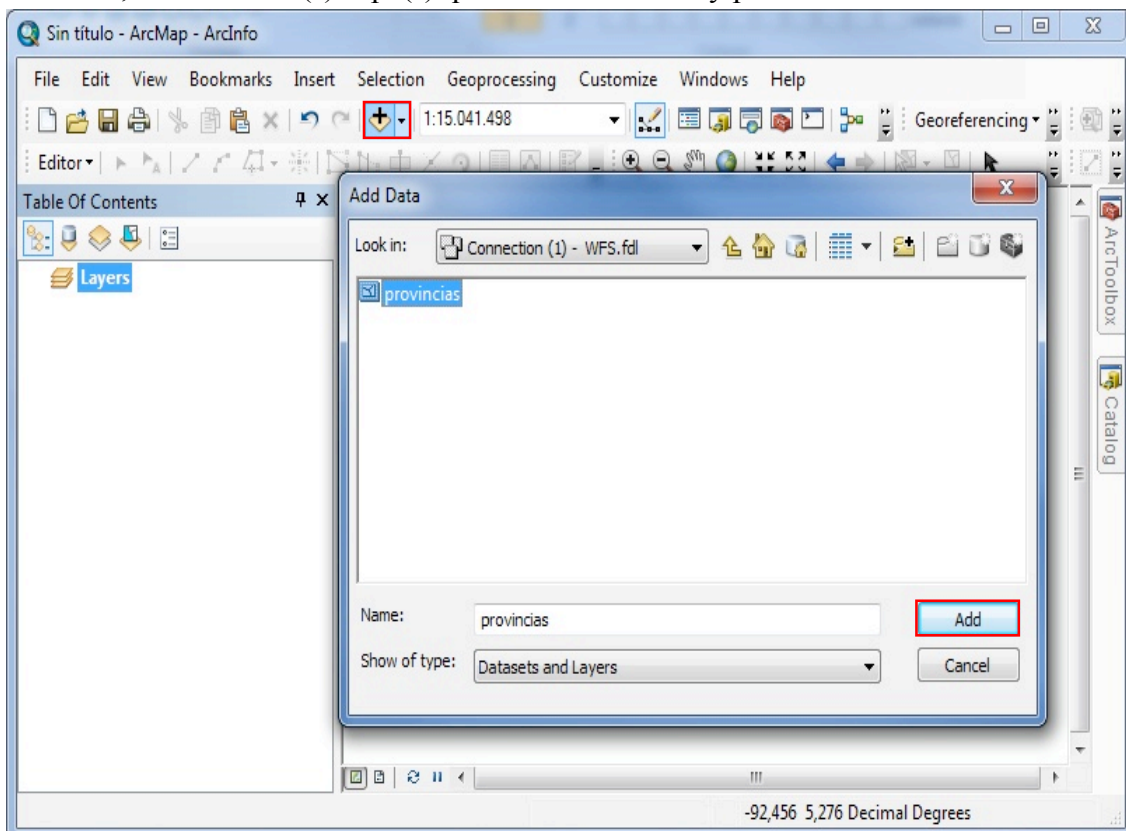 Sin título - ArcMap - ArcInfo
File Edit View Bookmarks Insert Selection Geoprocessing Customize Windows Help
1:15.041.498
Georeferencing
Editor
Table Of Contents
Layers
Add Data
Look in: Connection (1) - WFS.fdl
provincias
Name: provincias
Add
Show of type: Datasets and Layers
Cancel
ArcToolbox
Catalog
-92,456 5,276 Decimal Degrees